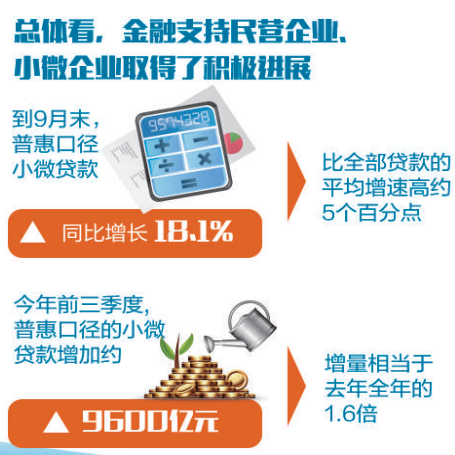 总体看，金融支持民营企业、
小微企业取得了积极进展
到9月末，
普惠口径
小微贷款
9574328
▲ 同比增长 18.1%
比全部贷款的
平均增速高约
5个百分点
今年前三季度，
普惠口径的小微
贷款增加约
▲ 9600亿元
增量相当于
去年全年的
1.6倍